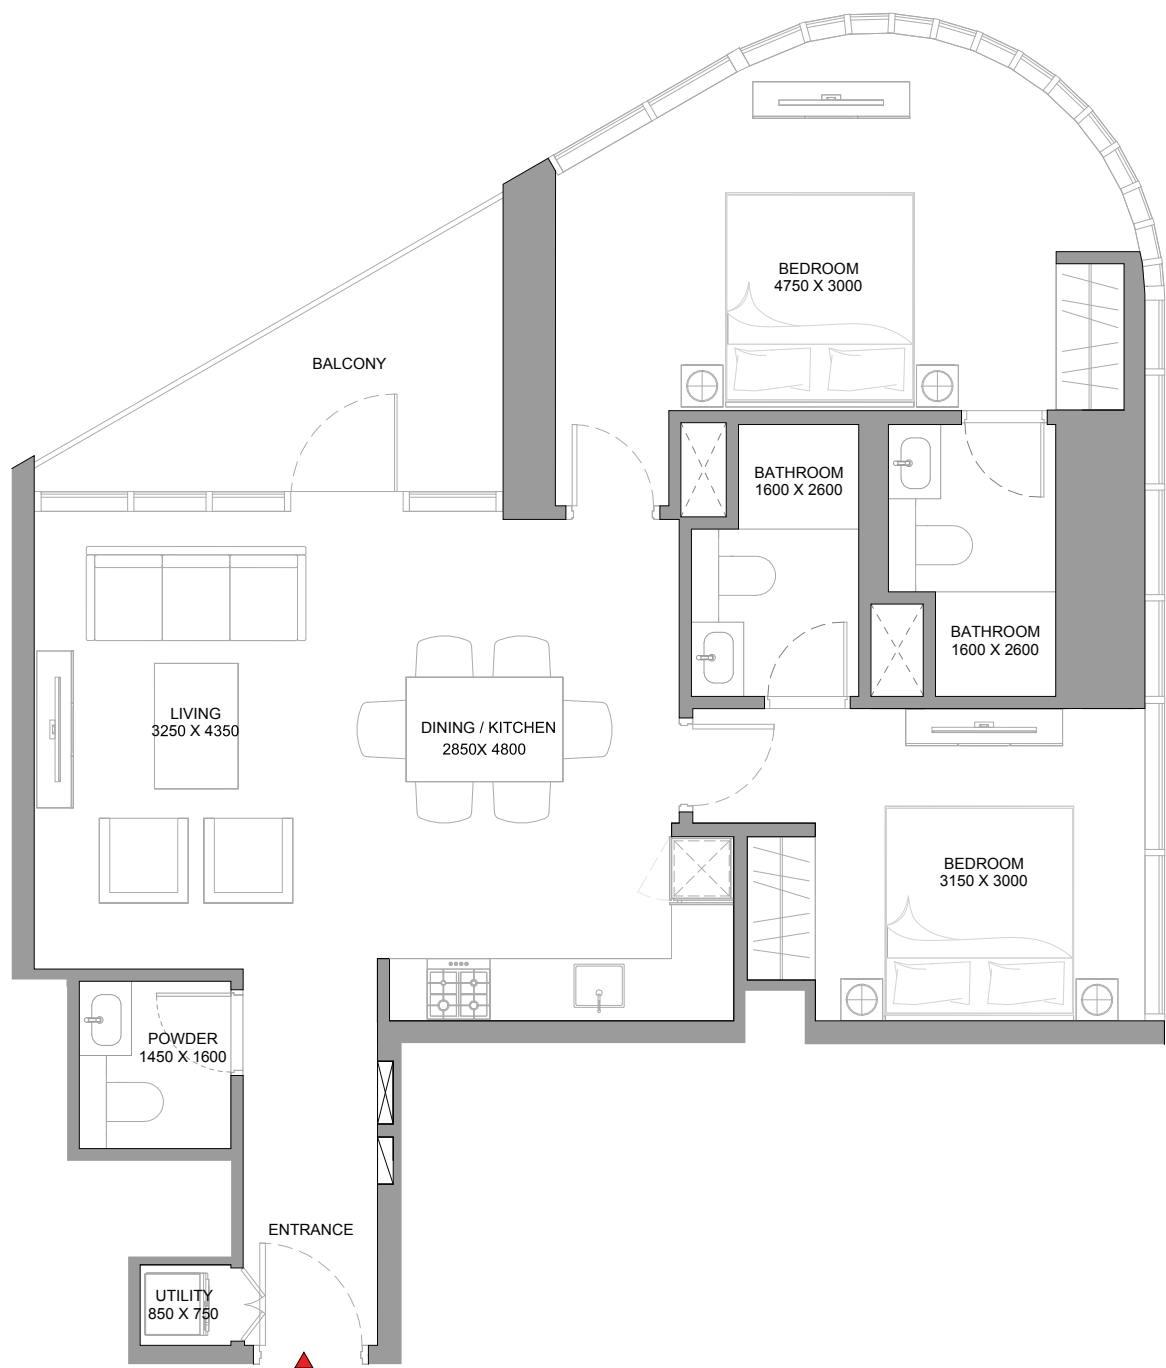 BEDROOM
4750 X 3000
BALCONY
BATHROOM
1600 X 2600
BATHROOM
1600 X 2600
LIVING
3250 X 4350
DINING / KITCHEN
2850X 4800
BEDROOM
3150 X 3000
POWDER
1450 X 1600
ENTRANCE
UTILITY
850 X 750